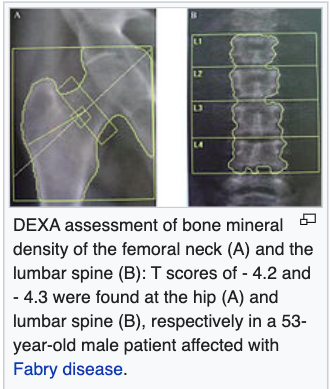 A
B
L1
L2
L3
L4
DEXA assessment of bone mineral
density of the femoral neck (A) and the
lumbar spine (B): T scores of - 4.2 and
- 4.3 were found at the hip (A) and
lumbar spine (B), respectively in a 53-
year-old male patient affected with
Fabry disease.